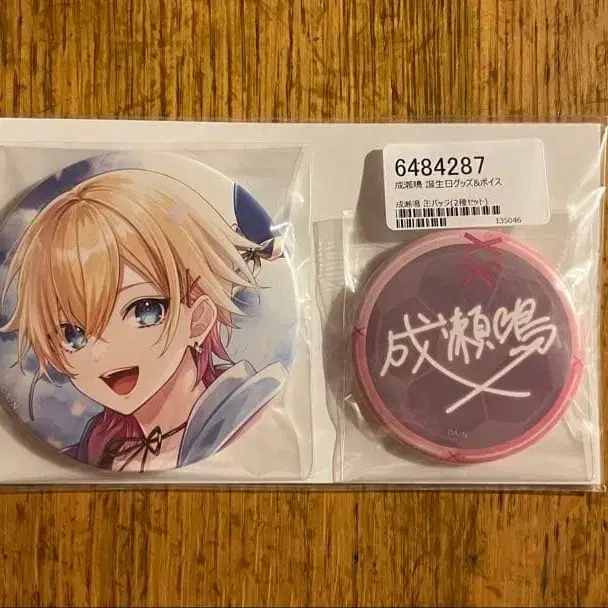 6484287
成瀬鳴 誕生日グッズ&ボイス
成瀬鳴 缶バッジ(2種セット)
135046
成瀬鳴